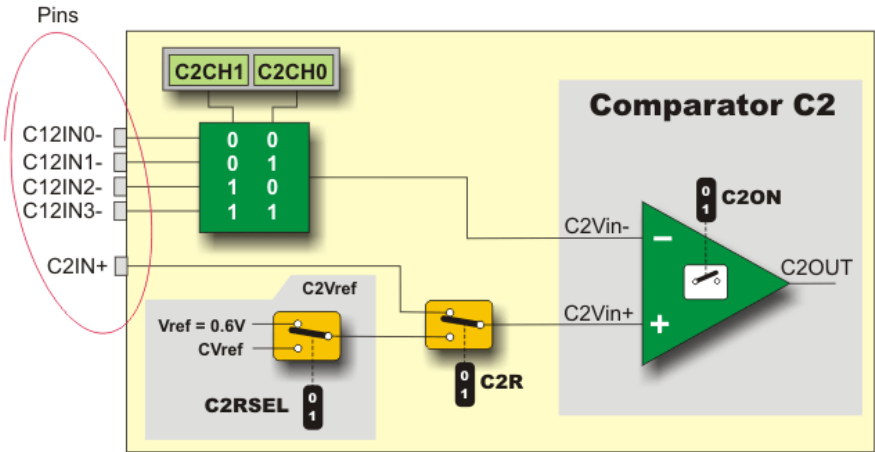 Pins
C2CH1 C2CH0
Comparator C2
C12IN0-
C12IN1-
C12IN2-
C12IN3-
0 0
0 1
1 0
1 1
0
1
C2ON
C2Vin-
−
C2IN+
C2OUT
C2Vref
Vref = 0.6V
CVref
C2Vin+
+
0
1
C2R
C2RSEL
0
1